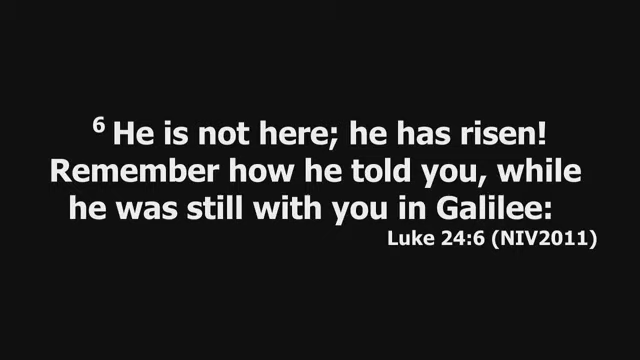 6 He is not here; he has risen!
Remember how he told you, while
he was still with you in Galilee:
Luke 24:6 (NIV2011)